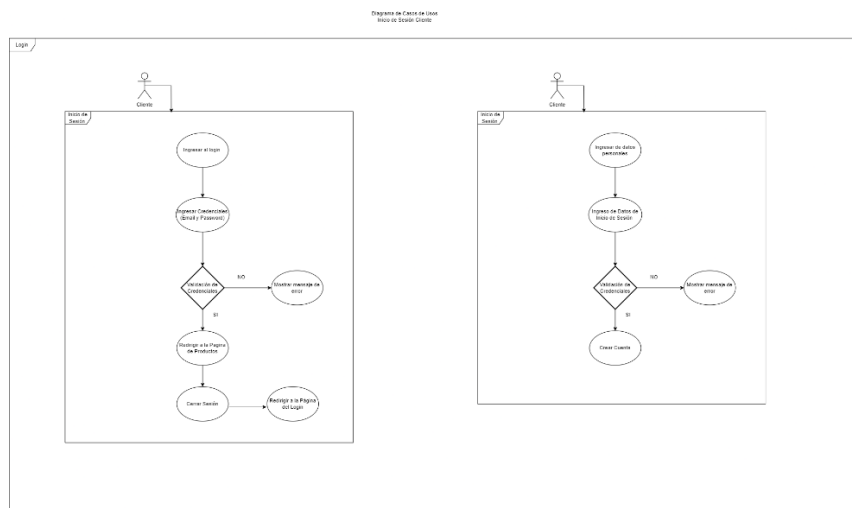 Diagrama de Casos de Usos
Inicio de Sesión Cliente
Login
Cliente
Inicio de
Sesión
Ingresar al login
Ingresar Credenciales
(Email y Password)
Validación de
Credenciales
NO
Mostrar mensaje de
error
SI
Redirigir a la Pagina
de Productos
Cerrar Sesión
Redirigir a la Página
del Login
Cliente
Inicio de
Sesión
Ingresar de datos
personales
Ingreso de Datos de
Inicio de Sesión
Validación de
Credenciales
NO
Mostrar mensaje de
error
SI
Crear Cuenta